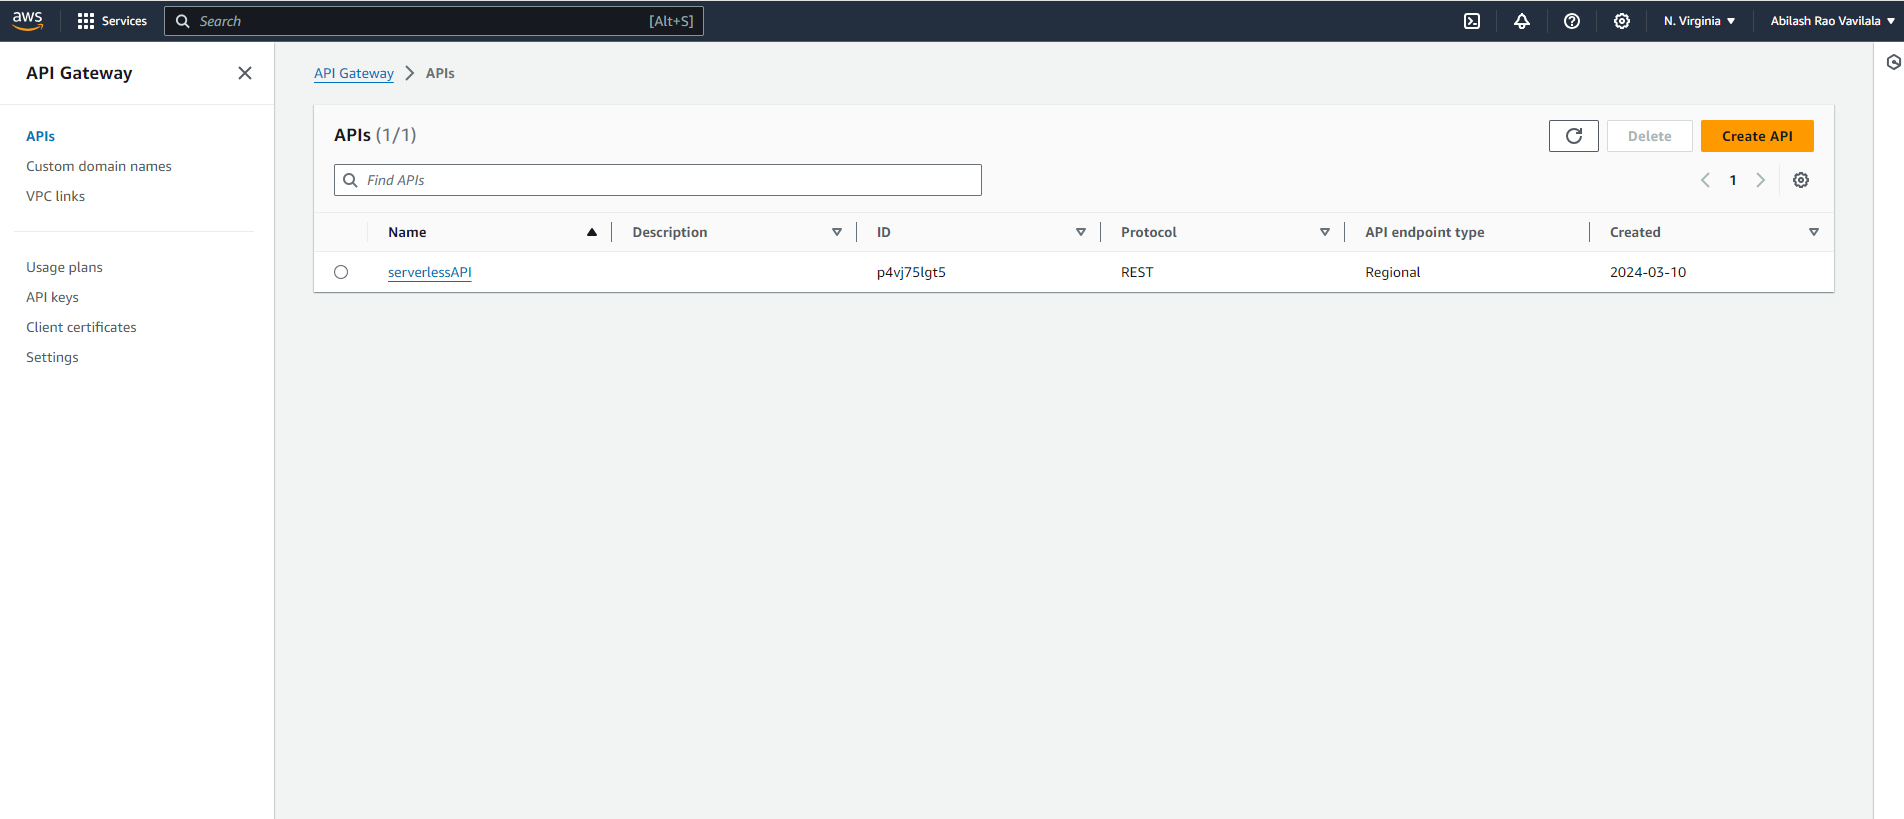 aws Services Search [Alt+S] N. Virginia Abilash Rao Vavilala
API Gateway
APIs
Custom domain names
VPC links
Usage plans
API keys
Client certificates
Settings
API Gateway APIs
APIs (1/1) Delete Create API
Find APIs 1
Name Description ID Protocol API endpoint type Created
serverlessAPI p4vj75lgt5 REST Regional 2024-03-10